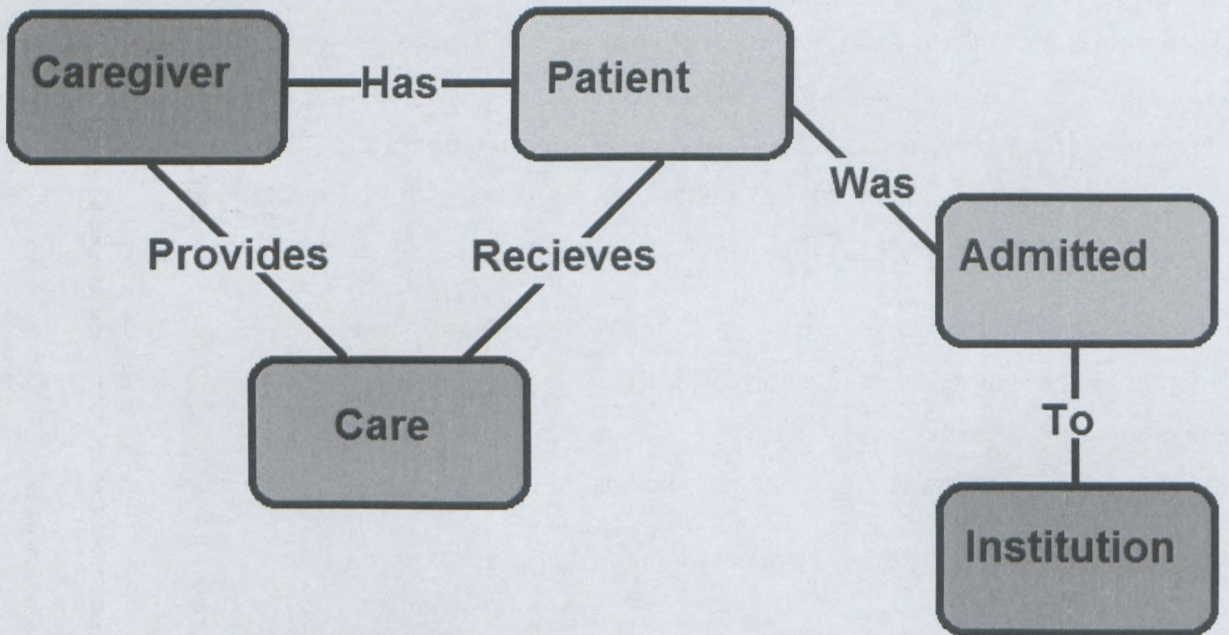 Caregiver
Has
Patient
Was
Provides
Recieves
Admitted
Care
To
Institution